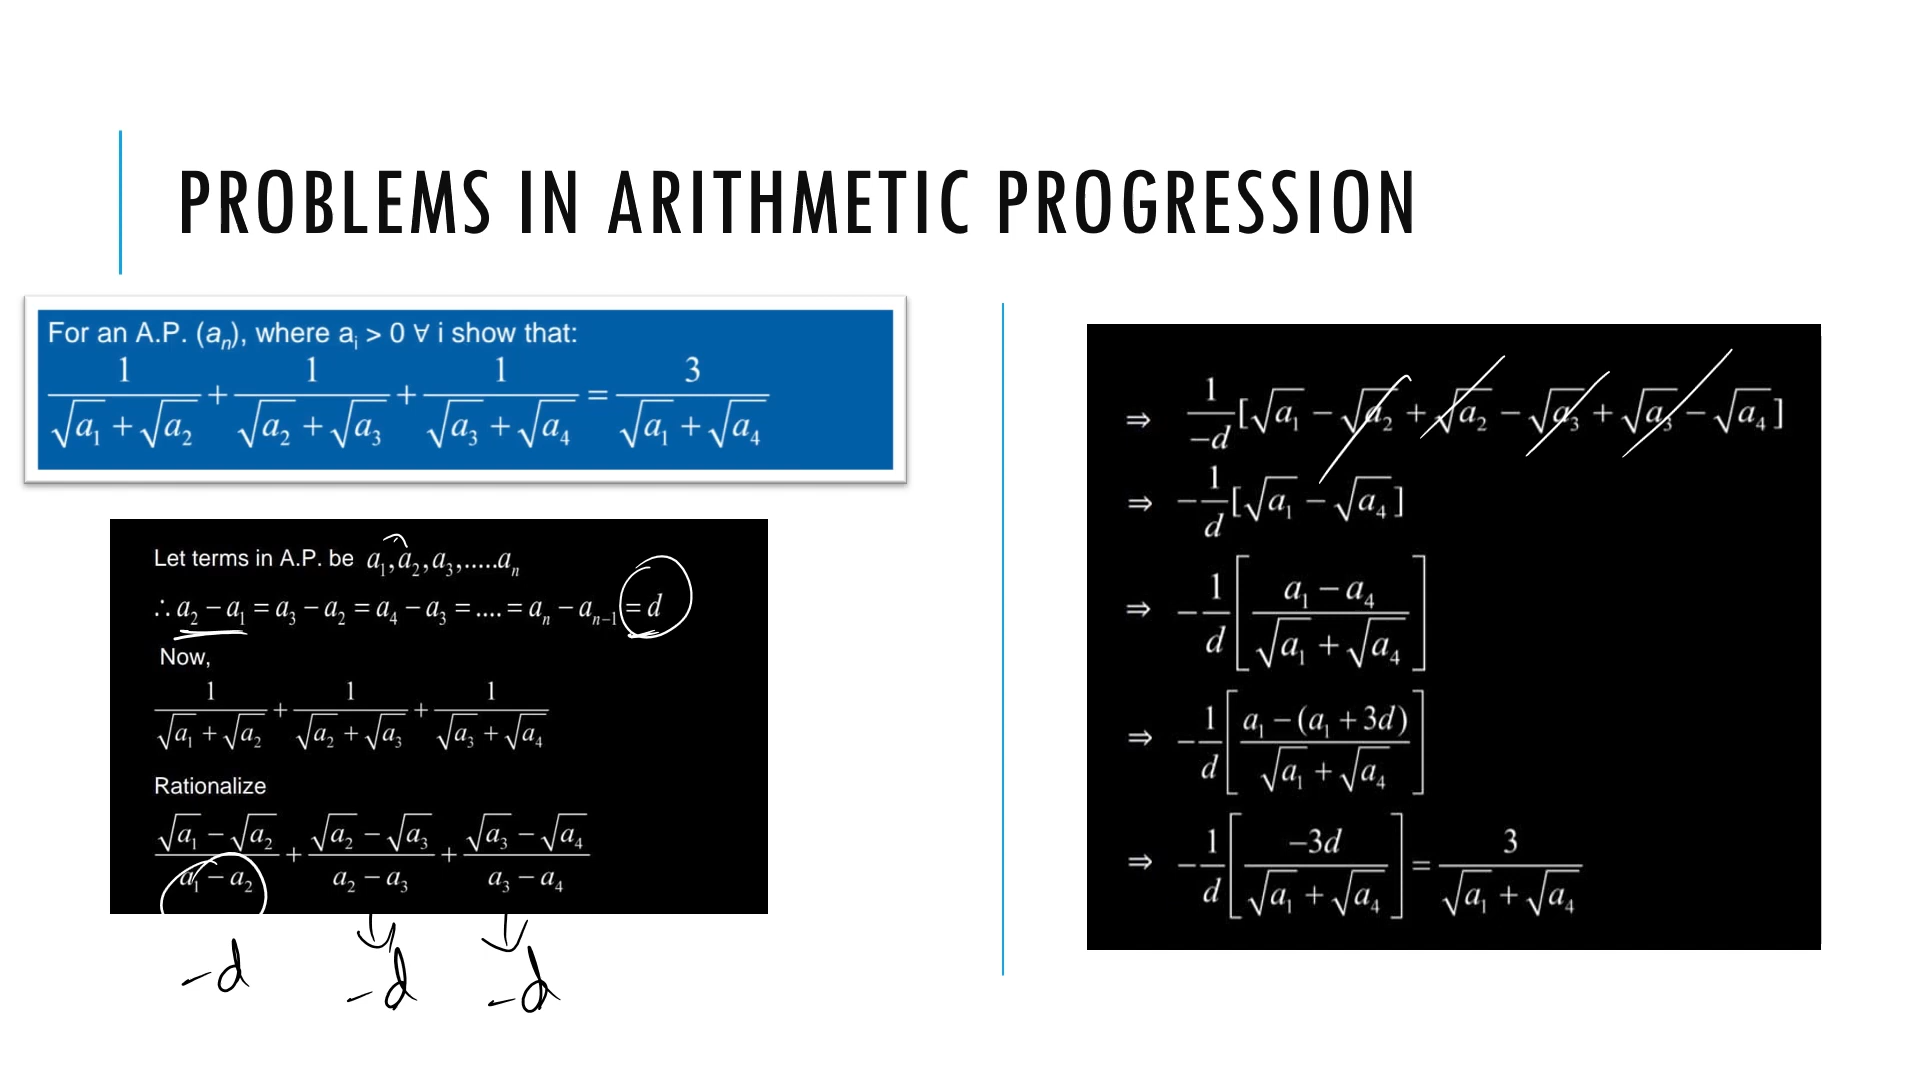 PROBLEMS IN ARITHMETIC PROGRESSION
For an A.P. (aₙ), where aᵢ > 0 ∀ i show that:
1/(√a₁ + √a₂) + 1/(√a₂ + √a₃) + 1/(√a₃ + √a₄) = 3/(√a₁ + √a₄)
Let terms in A.P. be a₁, a₂, a₃,.....aₙ
∴ a₂ − a₁ = a₃ − a₂ = a₄ − a₃ = .... = aₙ − aₙ₋₁ = d
Now,
1/(√a₁ + √a₂) + 1/(√a₂ + √a₃) + 1/(√a₃ + √a₄)
Rationalize
(√a₁ − √a₂)/(a₁ − a₂) + (√a₂ − √a₃)/(a₂ − a₃) + (√a₃ − √a₄)/(a₃ − a₄)
-d -d -d
⇒ 1/−d [√a₁ − √a₂ + √a₂ − √a₃ + √a₃ − √a₄]
⇒ −1/d [√a₁ − √a₄]
⇒ −1/d [(a₁ − a₄)/(√a₁ + √a₄)]
⇒ −1/d [(a₁ − (a₁ + 3d))/(√a₁ + √a₄)]
⇒ −1/d [−3d/(√a₁ + √a₄)] = 3/(√a₁ + √a₄)